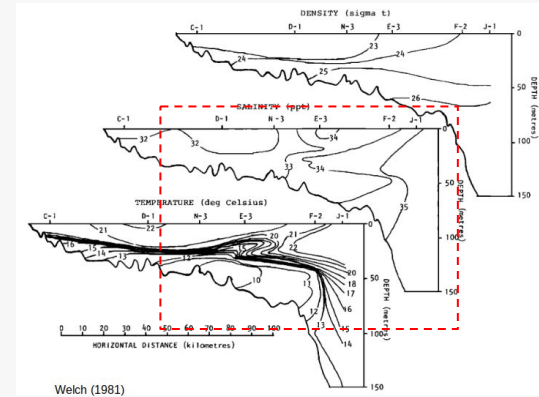 DENSITY (sigma t)
C-1 D-1 N-3 E-3 F-2 J-1
0
23
24 24
25
50
26
DEPTH (metres)
100
150
SALINITY (ppt)
C-1 D-1 N-3 E-3 F-2 J-1
0
32 32 34
33
34
35
50
DEPTH (metres)
100
150
TEMPERATURE (deg Celsius)
C-1 D-1 N-3 E-3 F-2 J-1
0
21 22 20 21
22
16 15 14 13 12
10 11
12
13
20
18
17
16
15
14
50
DEPTH (metres)
100
150
0 10 20 30 40 50 60 70 80 90 100
HORIZONTAL DISTANCE (kilometres)
Welch (1981)